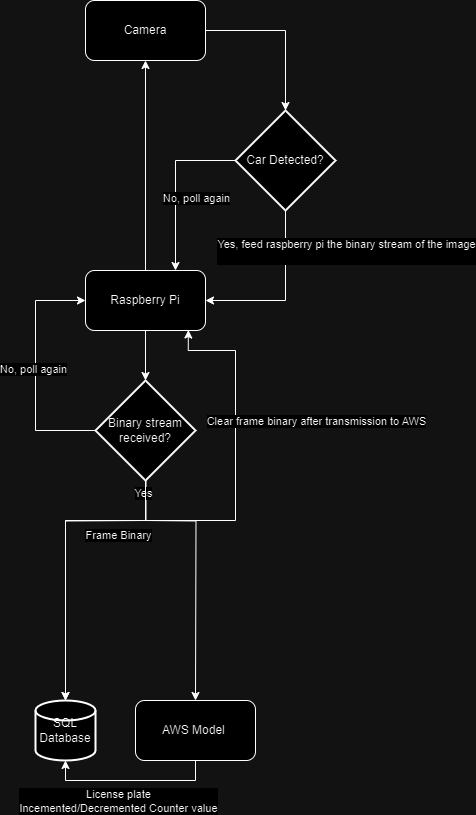 Camera
Car Detected?
No, poll again
Yes, feed raspberry pi the binary stream of the image
Raspberry Pi
No, poll again
Binary stream
received?
Clear frame binary after transmission to AWS
Yes
Frame Binary
SQL
Database
AWS Model
License plate
Incemented/Decremented Counter value